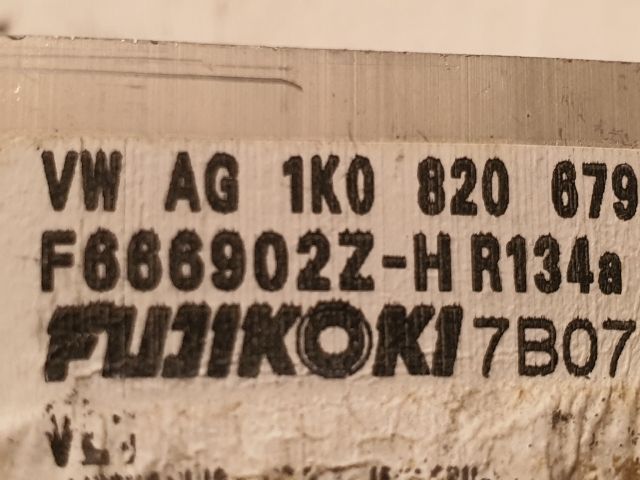 VW AG 1K0 820 679
F666902Z-H R134a
FUJIKOKI 7B07